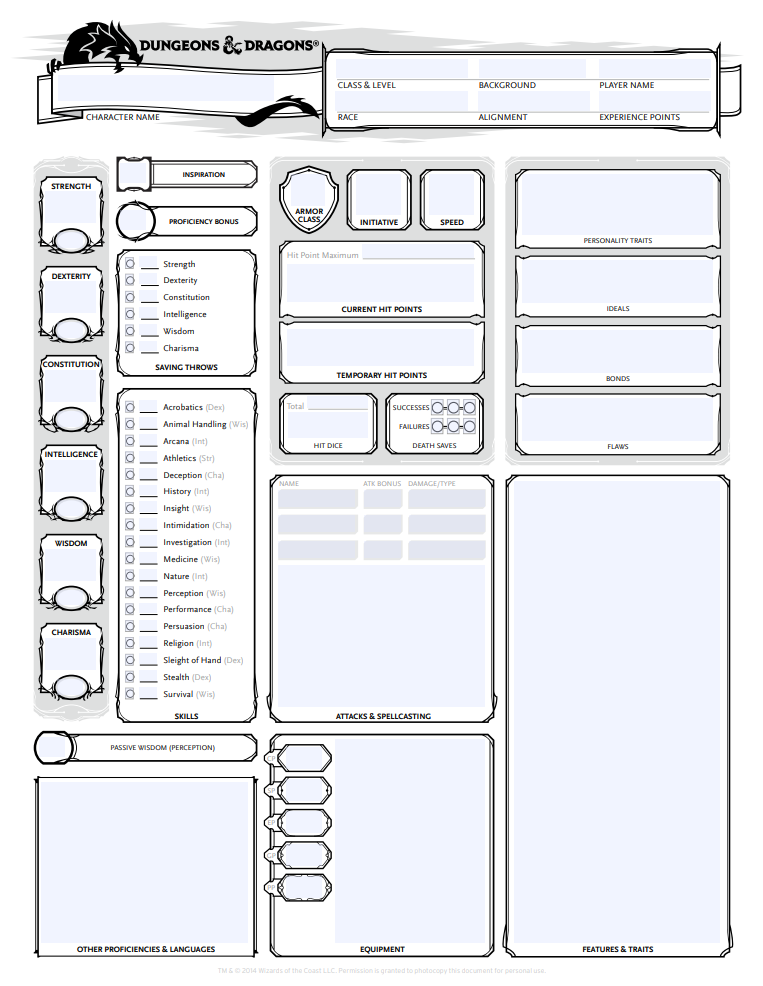 DUNGEONS & DRAGONS®
CLASS & LEVEL BACKGROUND PLAYER NAME
CHARACTER NAME
RACE ALIGNMENT EXPERIENCE POINTS
STRENGTH
DEXTERITY
CONSTITUTION
INTELLIGENCE
WISDOM
CHARISMA
INSPIRATION
PROFICIENCY BONUS
Strength
Dexterity
Constitution
Intelligence
Wisdom
Charisma
SAVING THROWS
Acrobatics (Dex)
Animal Handling (Wis)
Arcana (Int)
Athletics (Str)
Deception (Cha)
History (Int)
Insight (Wis)
Intimidation (Cha)
Investigation (Int)
Medicine (Wis)
Nature (Int)
Perception (Wis)
Performance (Cha)
Persuasion (Cha)
Religion (Int)
Sleight of Hand (Dex)
Stealth (Dex)
Survival (Wis)
SKILLS
PASSIVE WISDOM (PERCEPTION)
OTHER PROFICIENCIES & LANGUAGES
ARMOR
CLASS
INITIATIVE
SPEED
Hit Point Maximum
CURRENT HIT POINTS
TEMPORARY HIT POINTS
Total
HIT DICE
SUCCESSES
FAILURES
DEATH SAVES
NAME ATK BONUS DAMAGE/TYPE
ATTACKS & SPELLCASTING
CP
SP
EP
GP
PP
EQUIPMENT
PERSONALITY TRAITS
IDEALS
BONDS
FLAWS
FEATURES & TRAITS
TM & © 2014 Wizards of the Coast LLC. Permission is granted to photocopy this document for personal use.